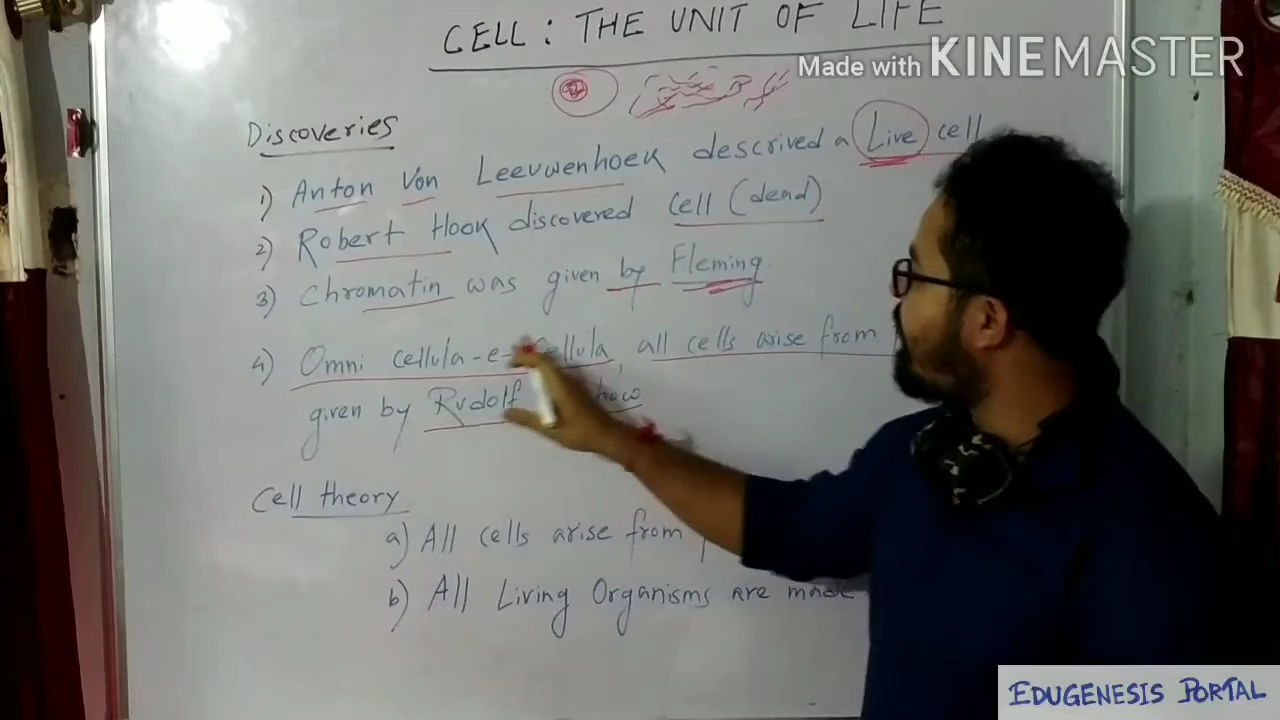 CELL: THE UNIT OF LIFE
Made with KINEMASTER
Discoveries
1) Anton Von Leeuwenhoek descrived a Live cell
2) Robert Hook discovered cell (dead)
3) Chromatin was given by Fleming.
4) Omni cellula-e-Cellula, all cells arise from
given by Rudolf
Cell theory
a) All cells arise from
b) All Living Organisms are made
EDUGENESIS PORTAL